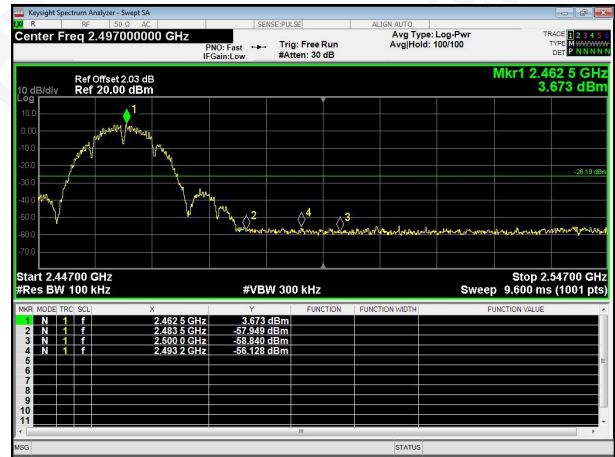 Keysight Spectrum Analyzer - Swept SA
R RF 50 Ω AC SENSE:PULSE ALIGN AUTO
Center Freq 2.497000000 GHz
PNO: Fast
IFGain:Low
Trig: Free Run
#Atten: 30 dB
Avg Type: Log-Pwr
Avg|Hold: 100/100
TRACE 1 2 3 4 5 6
TYPE M W W W W W
DET P N N N N N
Ref Offset 2.03 dB
Ref 20.00 dBm
10 dB/div
Log
Mkr1 2.462 5 GHz
3.673 dBm
10.0
0.00
-10.0
-20.0
-30.0
-40.0
-50.0
-60.0
-70.0
1
2
4
3
-26.19 dBm
Start 2.44700 GHz Stop 2.54700 GHz
#Res BW 100 kHz #VBW 300 kHz Sweep 9.600 ms (1001 pts)
MKR MODE TRC SCL X Y FUNCTION FUNCTION WIDTH FUNCTION VALUE
1 N 1 f 2.462 5 GHz 3.673 dBm
2 N 1 f 2.483 5 GHz -57.949 dBm
3 N 1 f 2.500 0 GHz -58.840 dBm
4 N 1 f 2.493 2 GHz -56.128 dBm
5
6
7
8
9
10
11
MSG STATUS